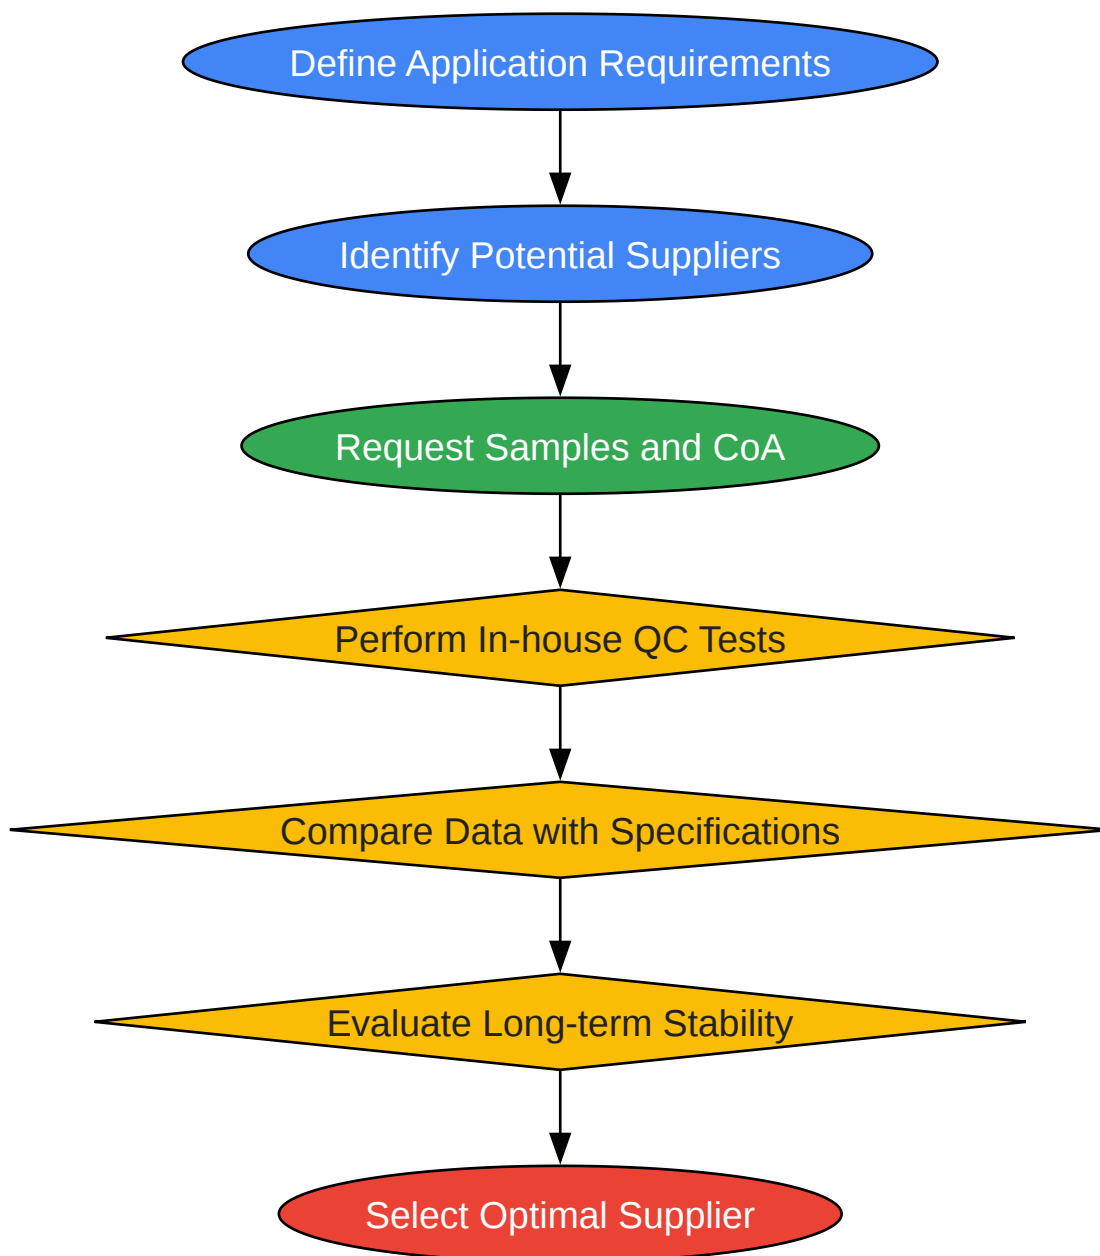 Define Application Requirements
Identify Potential Suppliers
Request Samples and CoA
Perform In-house QC Tests
Compare Data with Specifications
Evaluate Long-term Stability
Select Optimal Supplier